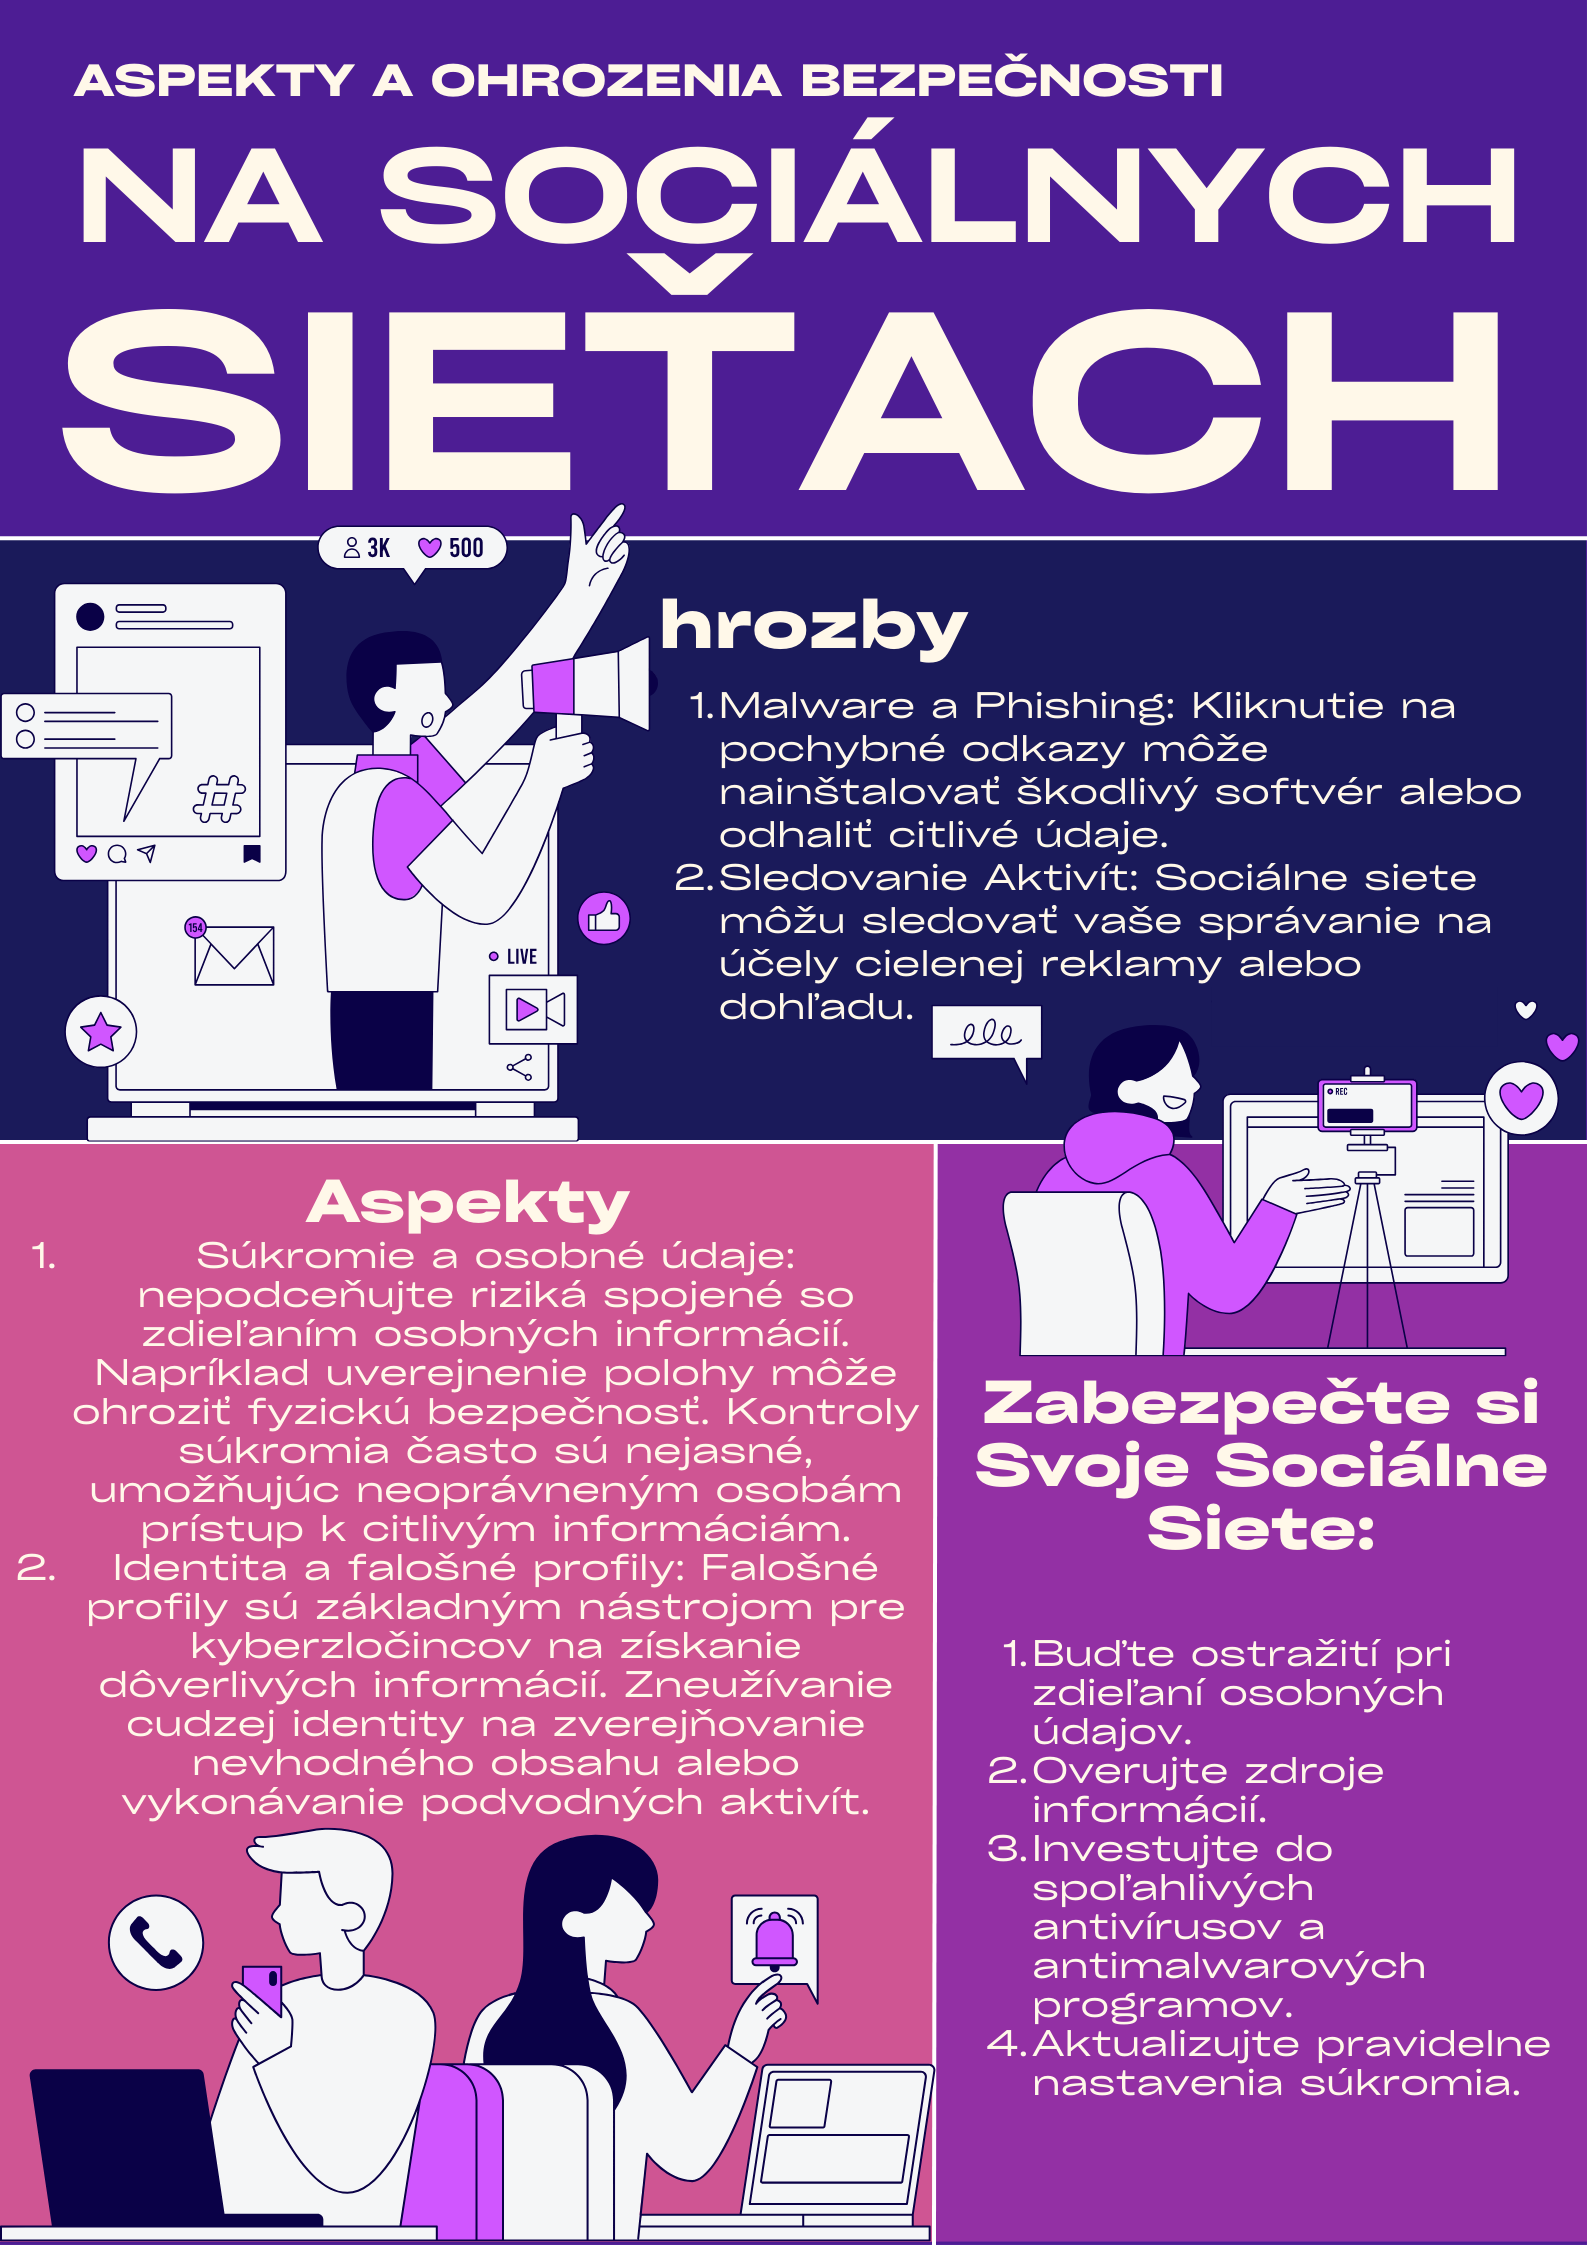 ASPEKTY A OHROZENIA BEZPEČNOSTI
NA SOCIÁLNYCH
SIEŤACH
3K 500
hrozby
1. Malware a Phishing: Kliknutie na
pochybné odkazy môže
nainštalovať škodlivý softvér alebo
odhaliť citlivé údaje.
2. Sledovanie Aktivít: Sociálne siete
môžu sledovať vaše správanie na
účely cielenej reklamy alebo
dohľadu.
#
154
LIVE
REC
Aspekty
1. Súkromie a osobné údaje:
nepodceňujte riziká spojené so
zdieľaním osobných informácií.
Napríklad uverejnenie polohy môže
ohroziť fyzickú bezpečnosť. Kontroly
súkromia často sú nejasné,
umožňujúc neoprávneným osobám
prístup k citlivým informáciám.
2. Identita a falošné profily: Falošné
profily sú základným nástrojom pre
kyberzločincov na získanie
dôverlivých informácií. Zneužívanie
cudzej identity na zverejňovanie
nevhodného obsahu alebo
vykonávanie podvodných aktivít.
Zabezpečte si
Svoje Sociálne
Siete:
1. Buďte ostražití pri
zdieľaní osobných
údajov.
2. Overujte zdroje
informácií.
3. Investujte do
spoľahlivých
antivírusov a
antimalwarových
programov.
4. Aktualizujte pravidelne
nastavenia súkromia.